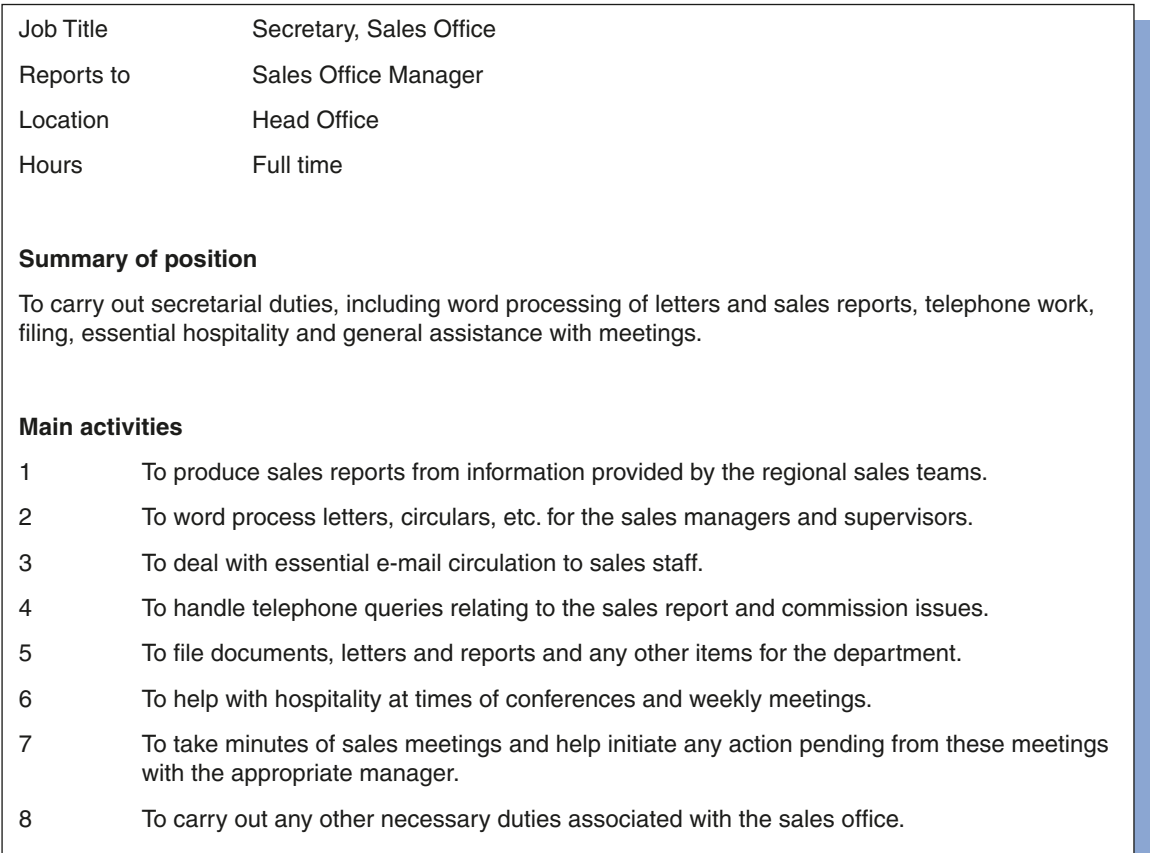 Job Title Secretary, Sales Office
Reports to Sales Office Manager
Location Head Office
Hours Full time
Summary of position
To carry out secretarial duties, including word processing of letters and sales reports, telephone work,
filing, essential hospitality and general assistance with meetings.
Main activities
1 To produce sales reports from information provided by the regional sales teams.
2 To word process letters, circulars, etc. for the sales managers and supervisors.
3 To deal with essential e-mail circulation to sales staff.
4 To handle telephone queries relating to the sales report and commission issues.
5 To file documents, letters and reports and any other items for the department.
6 To help with hospitality at times of conferences and weekly meetings.
7 To take minutes of sales meetings and help initiate any action pending from these meetings
with the appropriate manager.
8 To carry out any other necessary duties associated with the sales office.